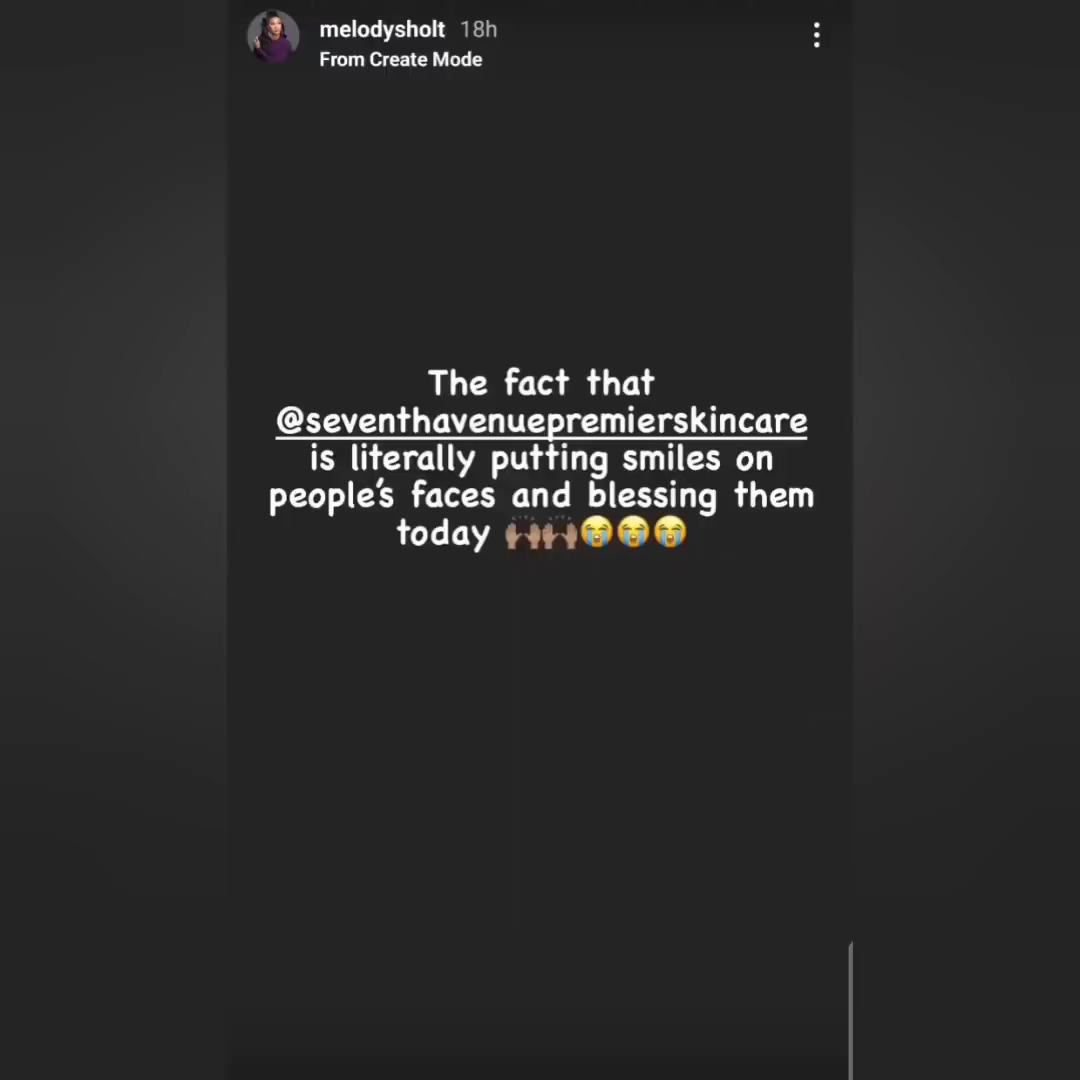 melodysholt 18h
From Create Mode
The fact that
@seventhavenuepremierskincare
is literally putting smiles on
people's faces and blessing them
today 🙌🏽🙌🏽😭😭😭